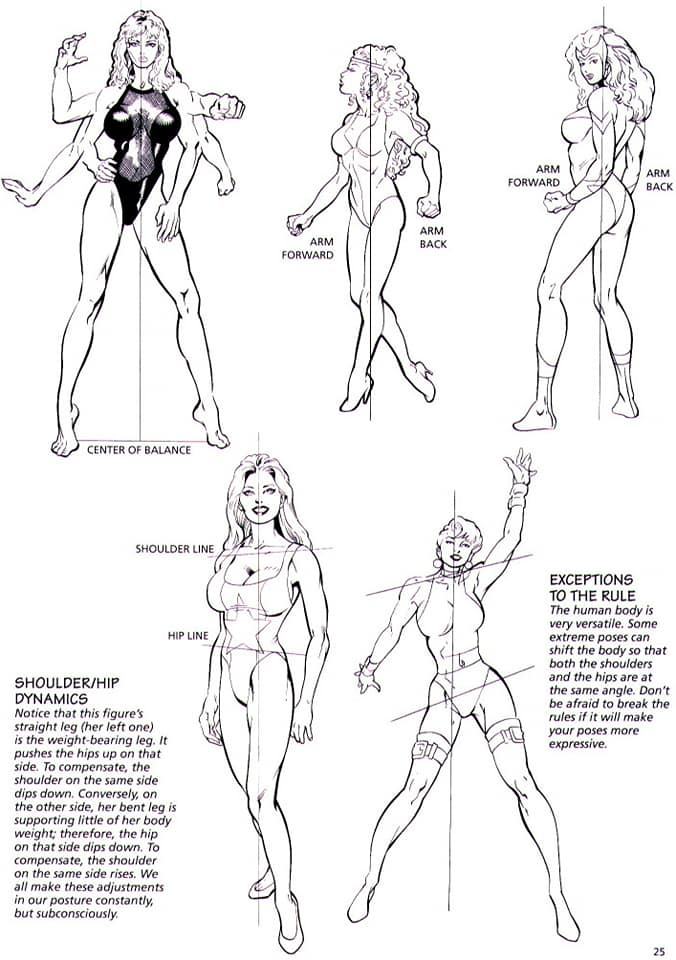 ARM
FORWARD
ARM
BACK
ARM
FORWARD
ARM
BACK
CENTER OF BALANCE
SHOULDER LINE
HIP LINE
SHOULDER/HIP
DYNAMICS
Notice that this figure's
straight leg (her left one)
is the weight-bearing leg. It
pushes the hips up on that
side. To compensate, the
shoulder on the same side
dips down. Conversely, on
the other side, her bent leg is
supporting little of her body
weight; therefore, the hip
on that side dips down. To
compensate, the shoulder
on the same side rises. We
all make these adjustments
in our posture constantly,
but subconsciously.
EXCEPTIONS
TO THE RULE
The human body is
very versatile. Some
extreme poses can
shift the body so that
both the shoulders
and the hips are at
the same angle. Don't
be afraid to break the
rules if it will make
your poses more
expressive.
25